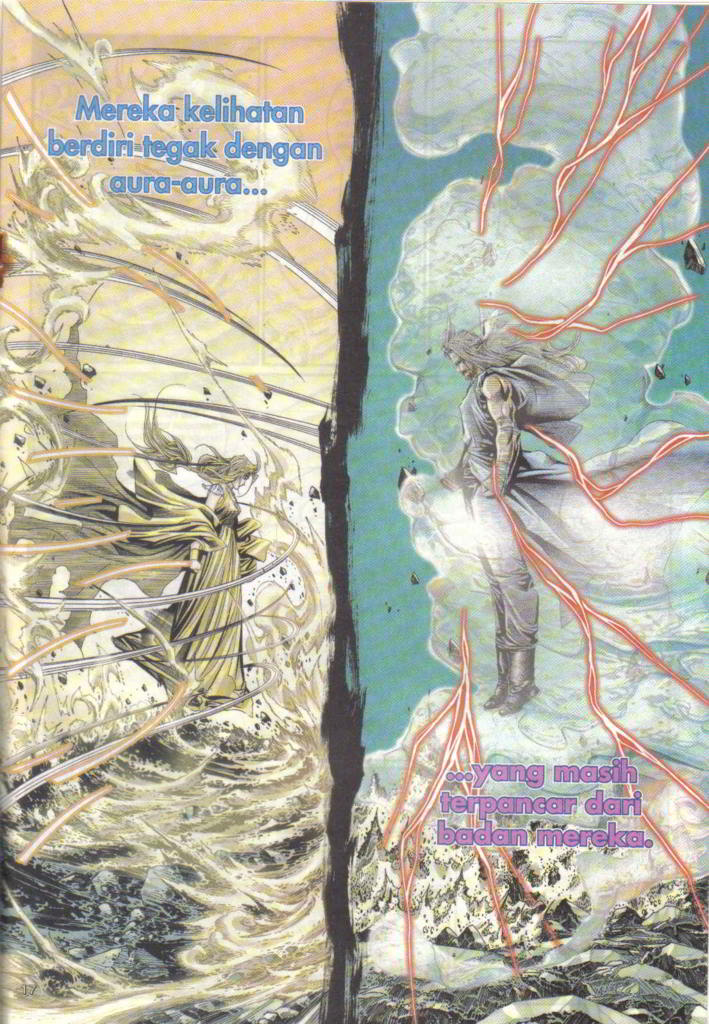 Mereka kelihatan
berdiri tegak dengan
aura-aura...
...yang masih
terpancar dari
badan mereka.
17